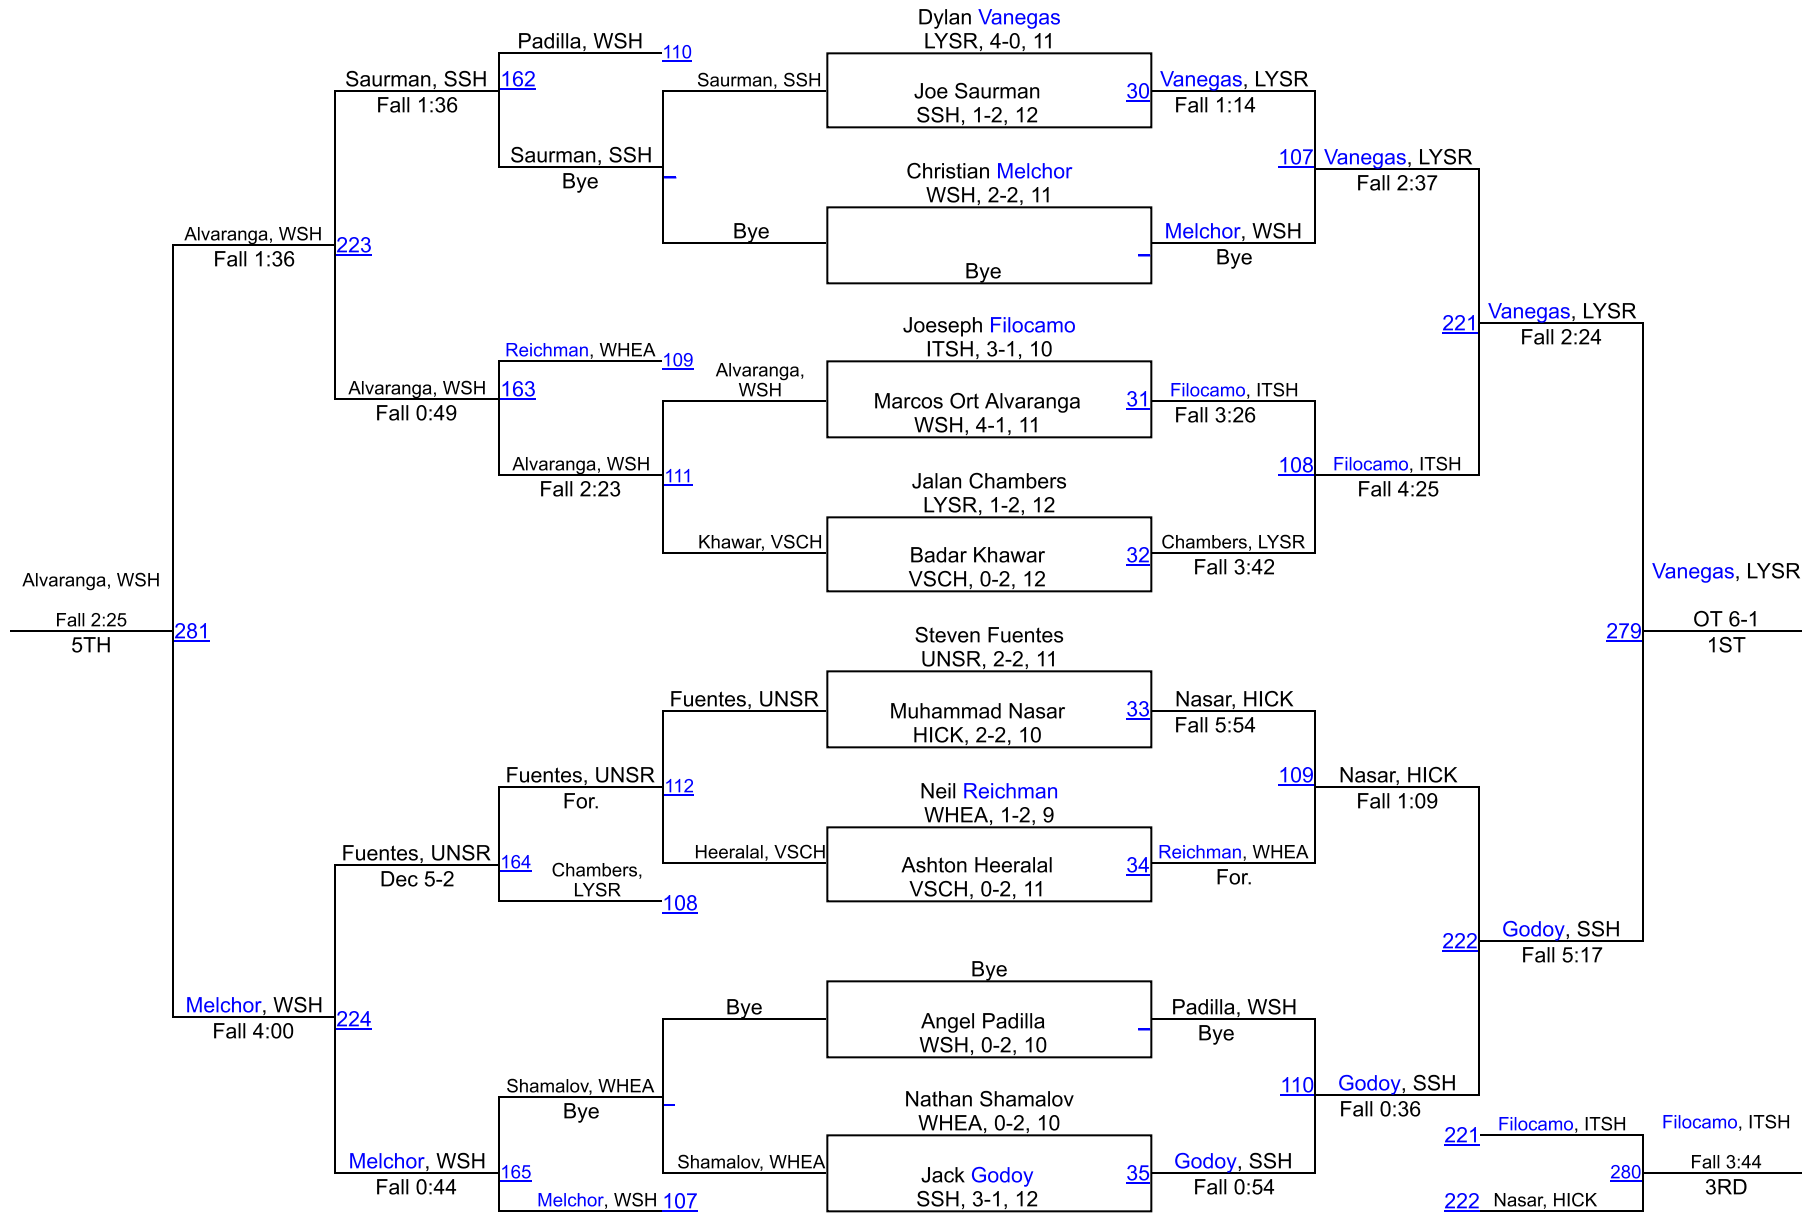 Dylan Vanegas
LYSR, 4-0, 11
Padilla, WSH
110
Saurman, SSH
162
Fall 1:36
Saurman, SSH
Joe Saurman
SSH, 1-2, 12
30
Vanegas, LYSR
Fall 1:14
Saurman, SSH
Bye
Christian Melchor
WSH, 2-2, 11
107
Vanegas, LYSR
Fall 2:37
Bye
Bye
Melchor, WSH
Bye
Alvaranga, WSH
Fall 1:36
223
Joeseph Filocamo
ITSH, 3-1, 10
221
Vanegas, LYSR
Fall 2:24
Reichman, WHEA
109
Alvaranga, WSH
163
Fall 0:49
Alvaranga,
WSH
Marcos Ort Alvaranga
WSH, 4-1, 11
31
Filocamo, ITSH
Fall 3:26
Alvaranga, WSH
Fall 2:23
111
Jalan Chambers
LYSR, 1-2, 12
108
Filocamo, ITSH
Fall 4:25
Khawar, VSCH
Badar Khawar
VSCH, 0-2, 12
32
Chambers, LYSR
Fall 3:42
Alvaranga, WSH
Fall 2:25
5TH
281
Vanegas, LYSR
279
OT 6-1
1ST
Steven Fuentes
UNSR, 2-2, 11
Fuentes, UNSR
Muhammad Nasar
HICK, 2-2, 10
33
Nasar, HICK
Fall 5:54
Fuentes, UNSR
For.
112
Neil Reichman
WHEA, 1-2, 9
109
Nasar, HICK
Fall 1:09
Fuentes, UNSR
Dec 5-2
164
Chambers,
LYSR
108
Heeralal, VSCH
Ashton Heeralal
VSCH, 0-2, 11
34
Reichman, WHEA
For.
222
Godoy, SSH
Fall 5:17
Melchor, WSH
Fall 4:00
224
Bye
Bye
Angel Padilla
WSH, 0-2, 10
Padilla, WSH
Bye
Shamalov, WHEA
Bye
Nathan Shamalov
WHEA, 0-2, 10
110
Godoy, SSH
Fall 0:36
Melchor, WSH
Fall 0:44
165
Melchor, WSH
107
Shamalov, WHEA
Jack Godoy
SSH, 3-1, 12
35
Godoy, SSH
Fall 0:54
221
Filocamo, ITSH
222
Nasar, HICK
280
Filocamo, ITSH
Fall 3:44
3RD